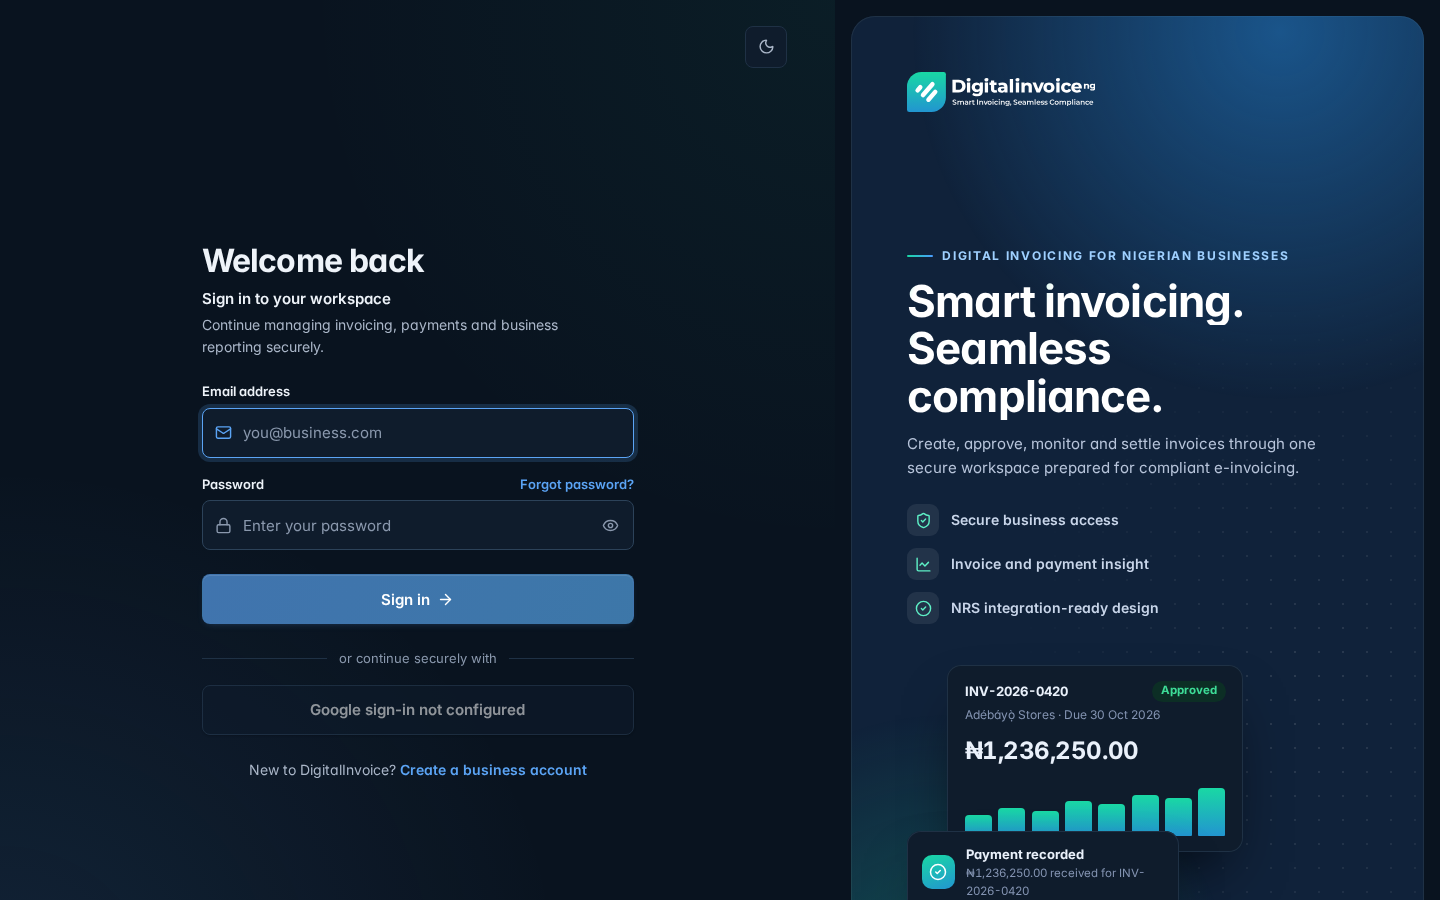 Welcome back
Sign in to your workspace
Continue managing invoicing, payments and business
reporting securely.
Email address
you@business.com
Password
Forgot password?
Enter your password
Sign in
or continue securely with
Google sign-in not configured
New to DigitalInvoice? Create a business account
Digitalinvoice ng
Smart Invoicing, Seamless Compliance
DIGITAL INVOICING FOR NIGERIAN BUSINESSES
Smart invoicing.
Seamless
compliance.
Create, approve, monitor and settle invoices through one
secure workspace prepared for compliant e-invoicing.
Secure business access
Invoice and payment insight
NRS integration-ready design
INV-2026-0420
Approved
Adébáyọ̀ Stores · Due 30 Oct 2026
₦1,236,250.00
Payment recorded
₦1,236,250.00 received for INV-
2026-0420